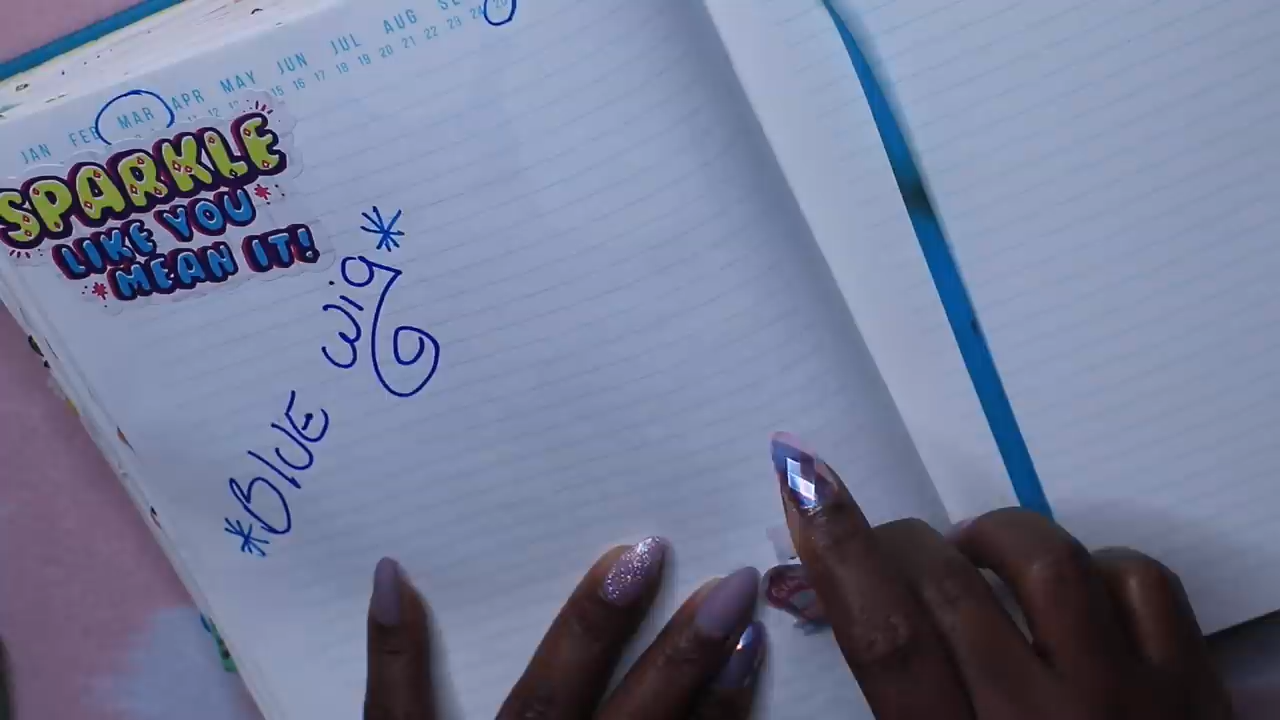 JAN FEB MAR APR MAY JUN JUL AUG
15 16 17 18 19 20 21 22 23 24
SPARKLE
LIKE YOU
MEAN IT!
*BLUE wig*